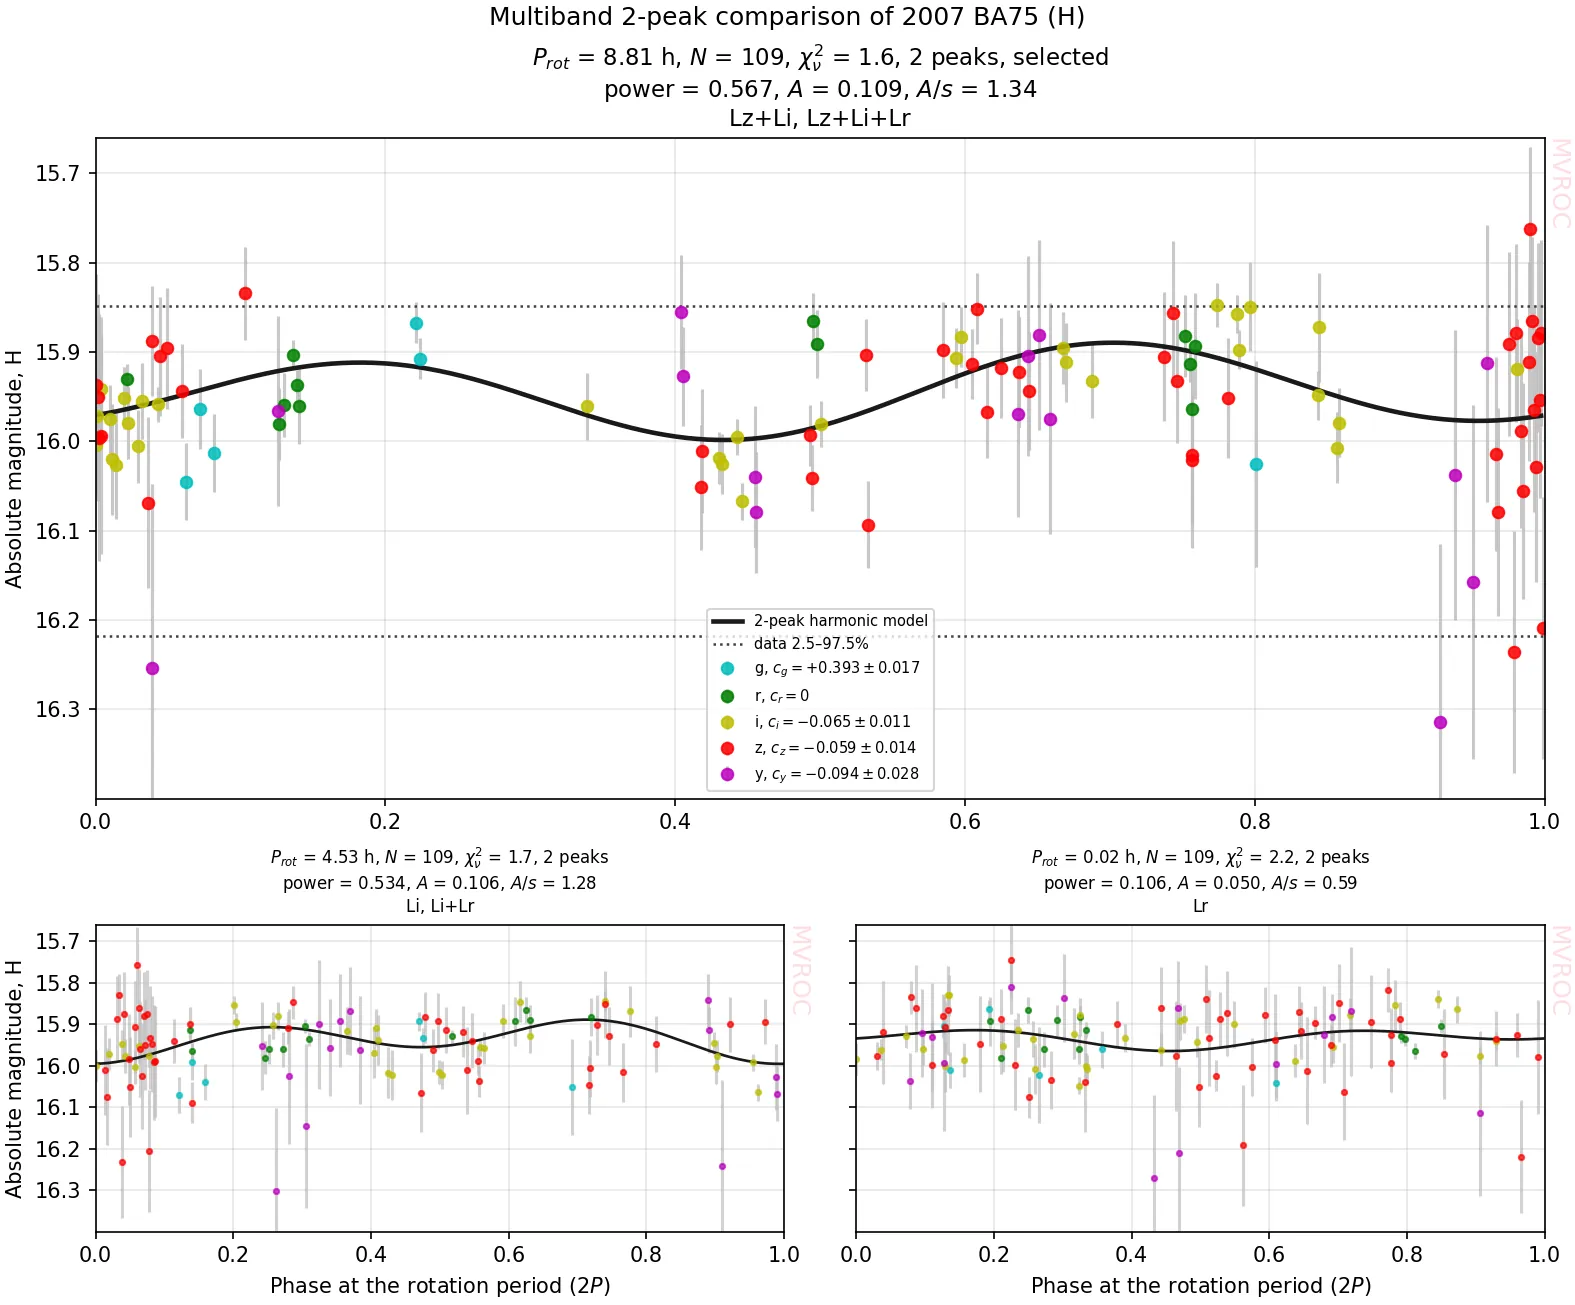 Multiband 2-peak comparison of 2007 BA75 (H)
P_rot = 8.81 h, N = 109, χ²_ν = 1.6, 2 peaks, selected
power = 0.567, A = 0.109, A/s = 1.34
Lz+Li, Lz+Li+Lr
MVROC
Absolute magnitude, H
15.7
15.8
15.9
16.0
16.1
16.2
16.3
2-peak harmonic model
data 2.5–97.5%
g, c_g = +0.393 ± 0.017
r, c_r = 0
i, c_i = −0.065 ± 0.011
z, c_z = −0.059 ± 0.014
y, c_y = −0.094 ± 0.028
0.0 0.2 0.4 0.6 0.8 1.0
P_rot = 4.53 h, N = 109, χ²_ν = 1.7, 2 peaks
power = 0.534, A = 0.106, A/s = 1.28
Li, Li+Lr
MVROC
Absolute magnitude, H
15.7
15.8
15.9
16.0
16.1
16.2
16.3
0.0 0.2 0.4 0.6 0.8 1.0
Phase at the rotation period (2P)
P_rot = 0.02 h, N = 109, χ²_ν = 2.2, 2 peaks
power = 0.106, A = 0.050, A/s = 0.59
Lr
MVROC
0.0 0.2 0.4 0.6 0.8 1.0
Phase at the rotation period (2P)